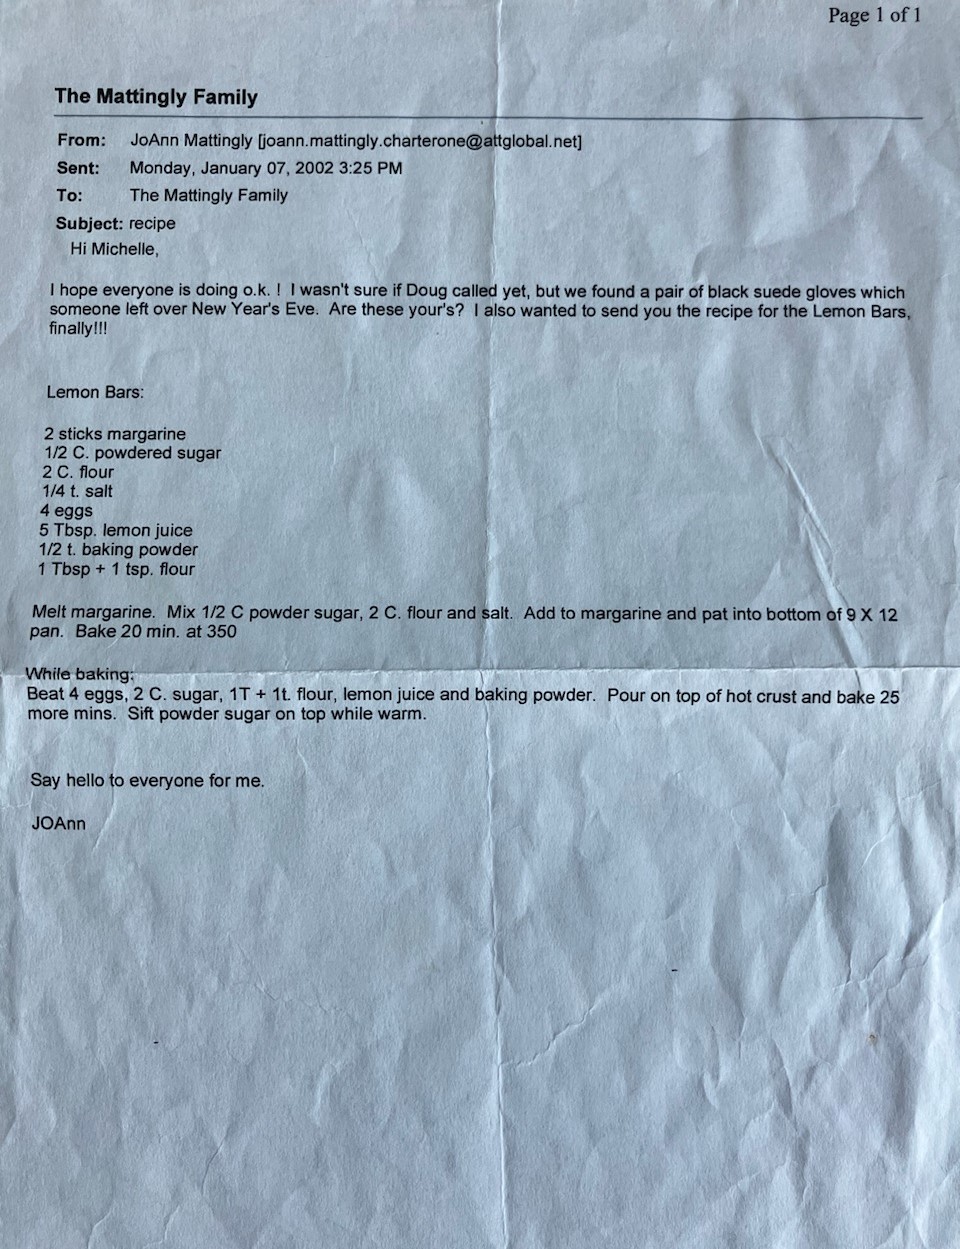 Page 1 of 1
The Mattingly Family
From: JoAnn Mattingly [joann.mattingly.charterone@attglobal.net]
Sent: Monday, January 07, 2002 3:25 PM
To: The Mattingly Family
Subject: recipe
Hi Michelle,
I hope everyone is doing o.k. !  I wasn't sure if Doug called yet, but we found a pair of black suede gloves which
someone left over New Year's Eve.  Are these your's?  I also wanted to send you the recipe for the Lemon Bars,
finally!!!
Lemon Bars:
2 sticks margarine
1/2 C. powdered sugar
2 C. flour
1/4 t. salt
4 eggs
5 Tbsp. lemon juice
1/2 t. baking powder
1 Tbsp + 1 tsp. flour
Melt margarine.  Mix 1/2 C powder sugar, 2 C. flour and salt.  Add to margarine and pat into bottom of 9 X 12
pan.  Bake 20 min. at 350
While baking:
Beat 4 eggs, 2 C. sugar, 1T + 1t. flour, lemon juice and baking powder.  Pour on top of hot crust and bake 25
more mins.  Sift powder sugar on top while warm.
Say hello to everyone for me.
JOAnn